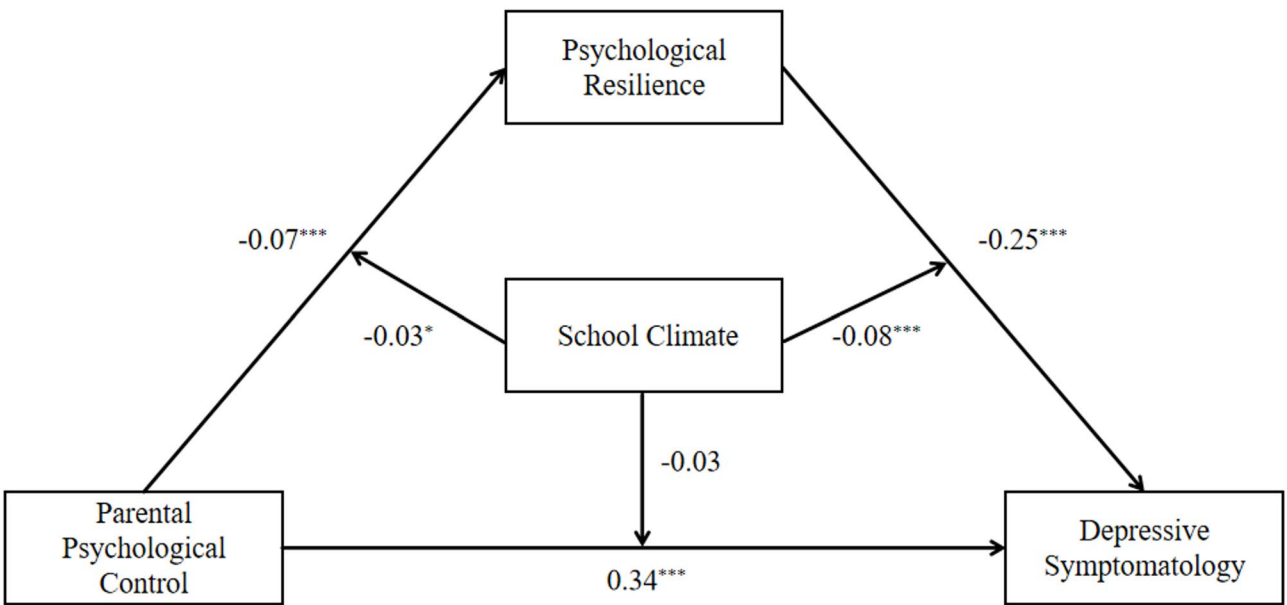 Psychological
Resilience
-0.07***
-0.25***
School Climate
-0.03*
-0.08***
-0.03
Parental
Psychological
Control
Depressive
Symptomatology
0.34***